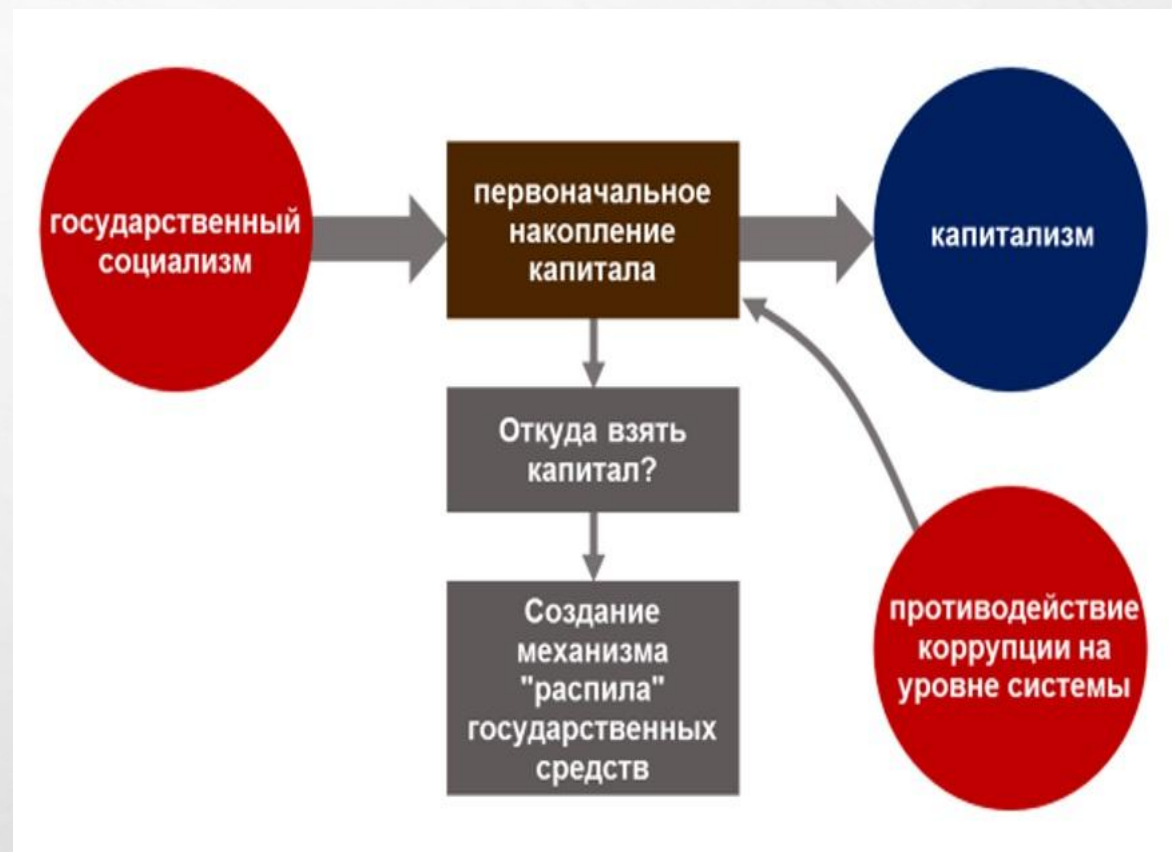 государственный
социализм
первоначальное
накопление
капитала
капитализм
Откуда взять
капитал?
Создание
механизма
"распила"
государственных
средств
противодействие
коррупции на
уровне системы